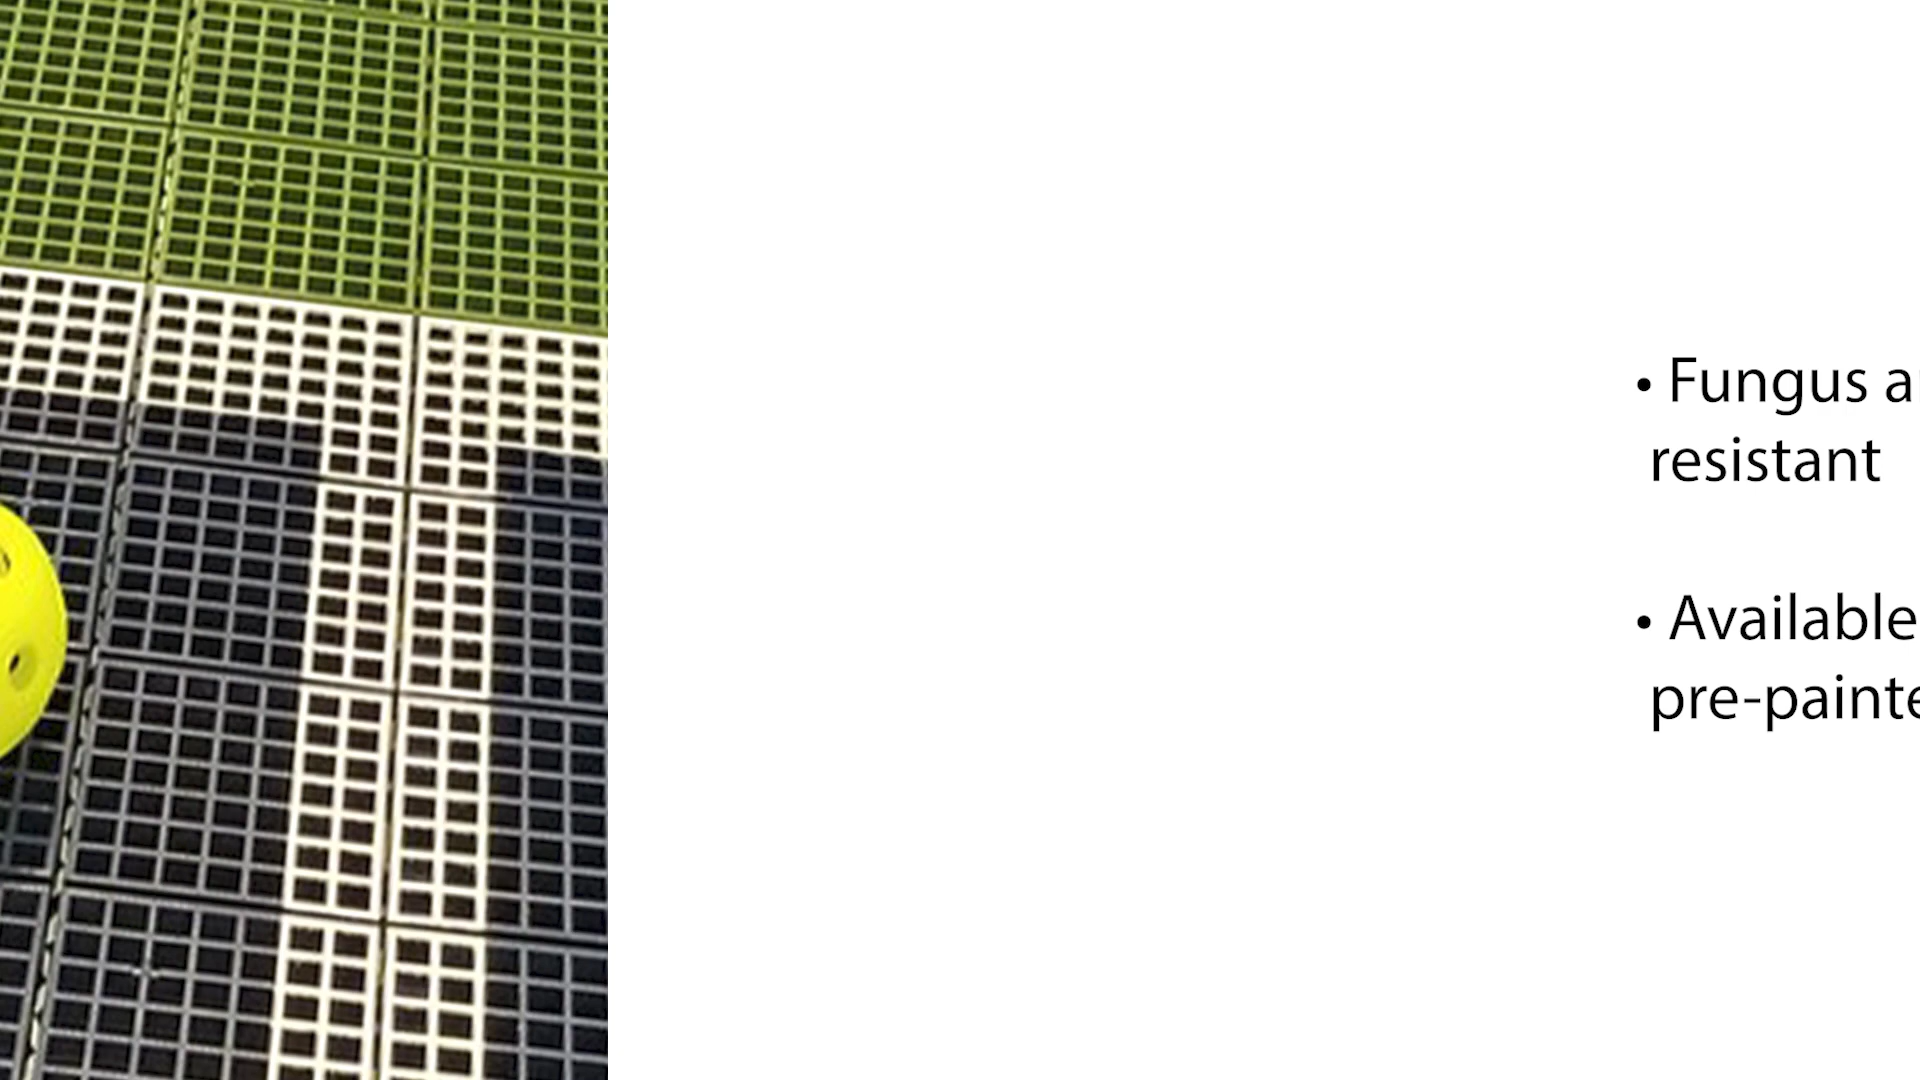 • Fungus a
resistant
• Available
pre-painte